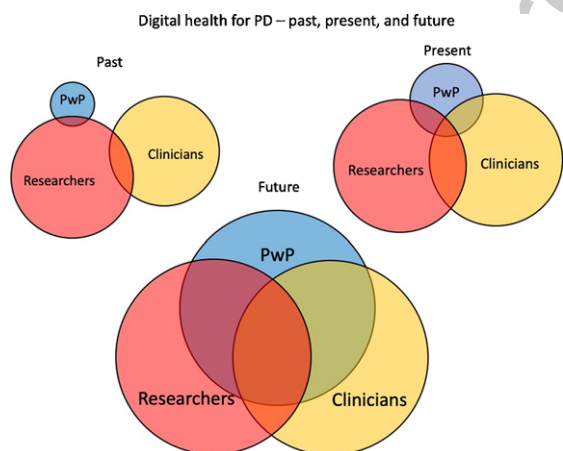 Digital health for PD – past, present, and future
Past
PwP
Researchers
Clinicians
Present
PwP
Researchers
Clinicians
Future
PwP
Researchers
Clinicians